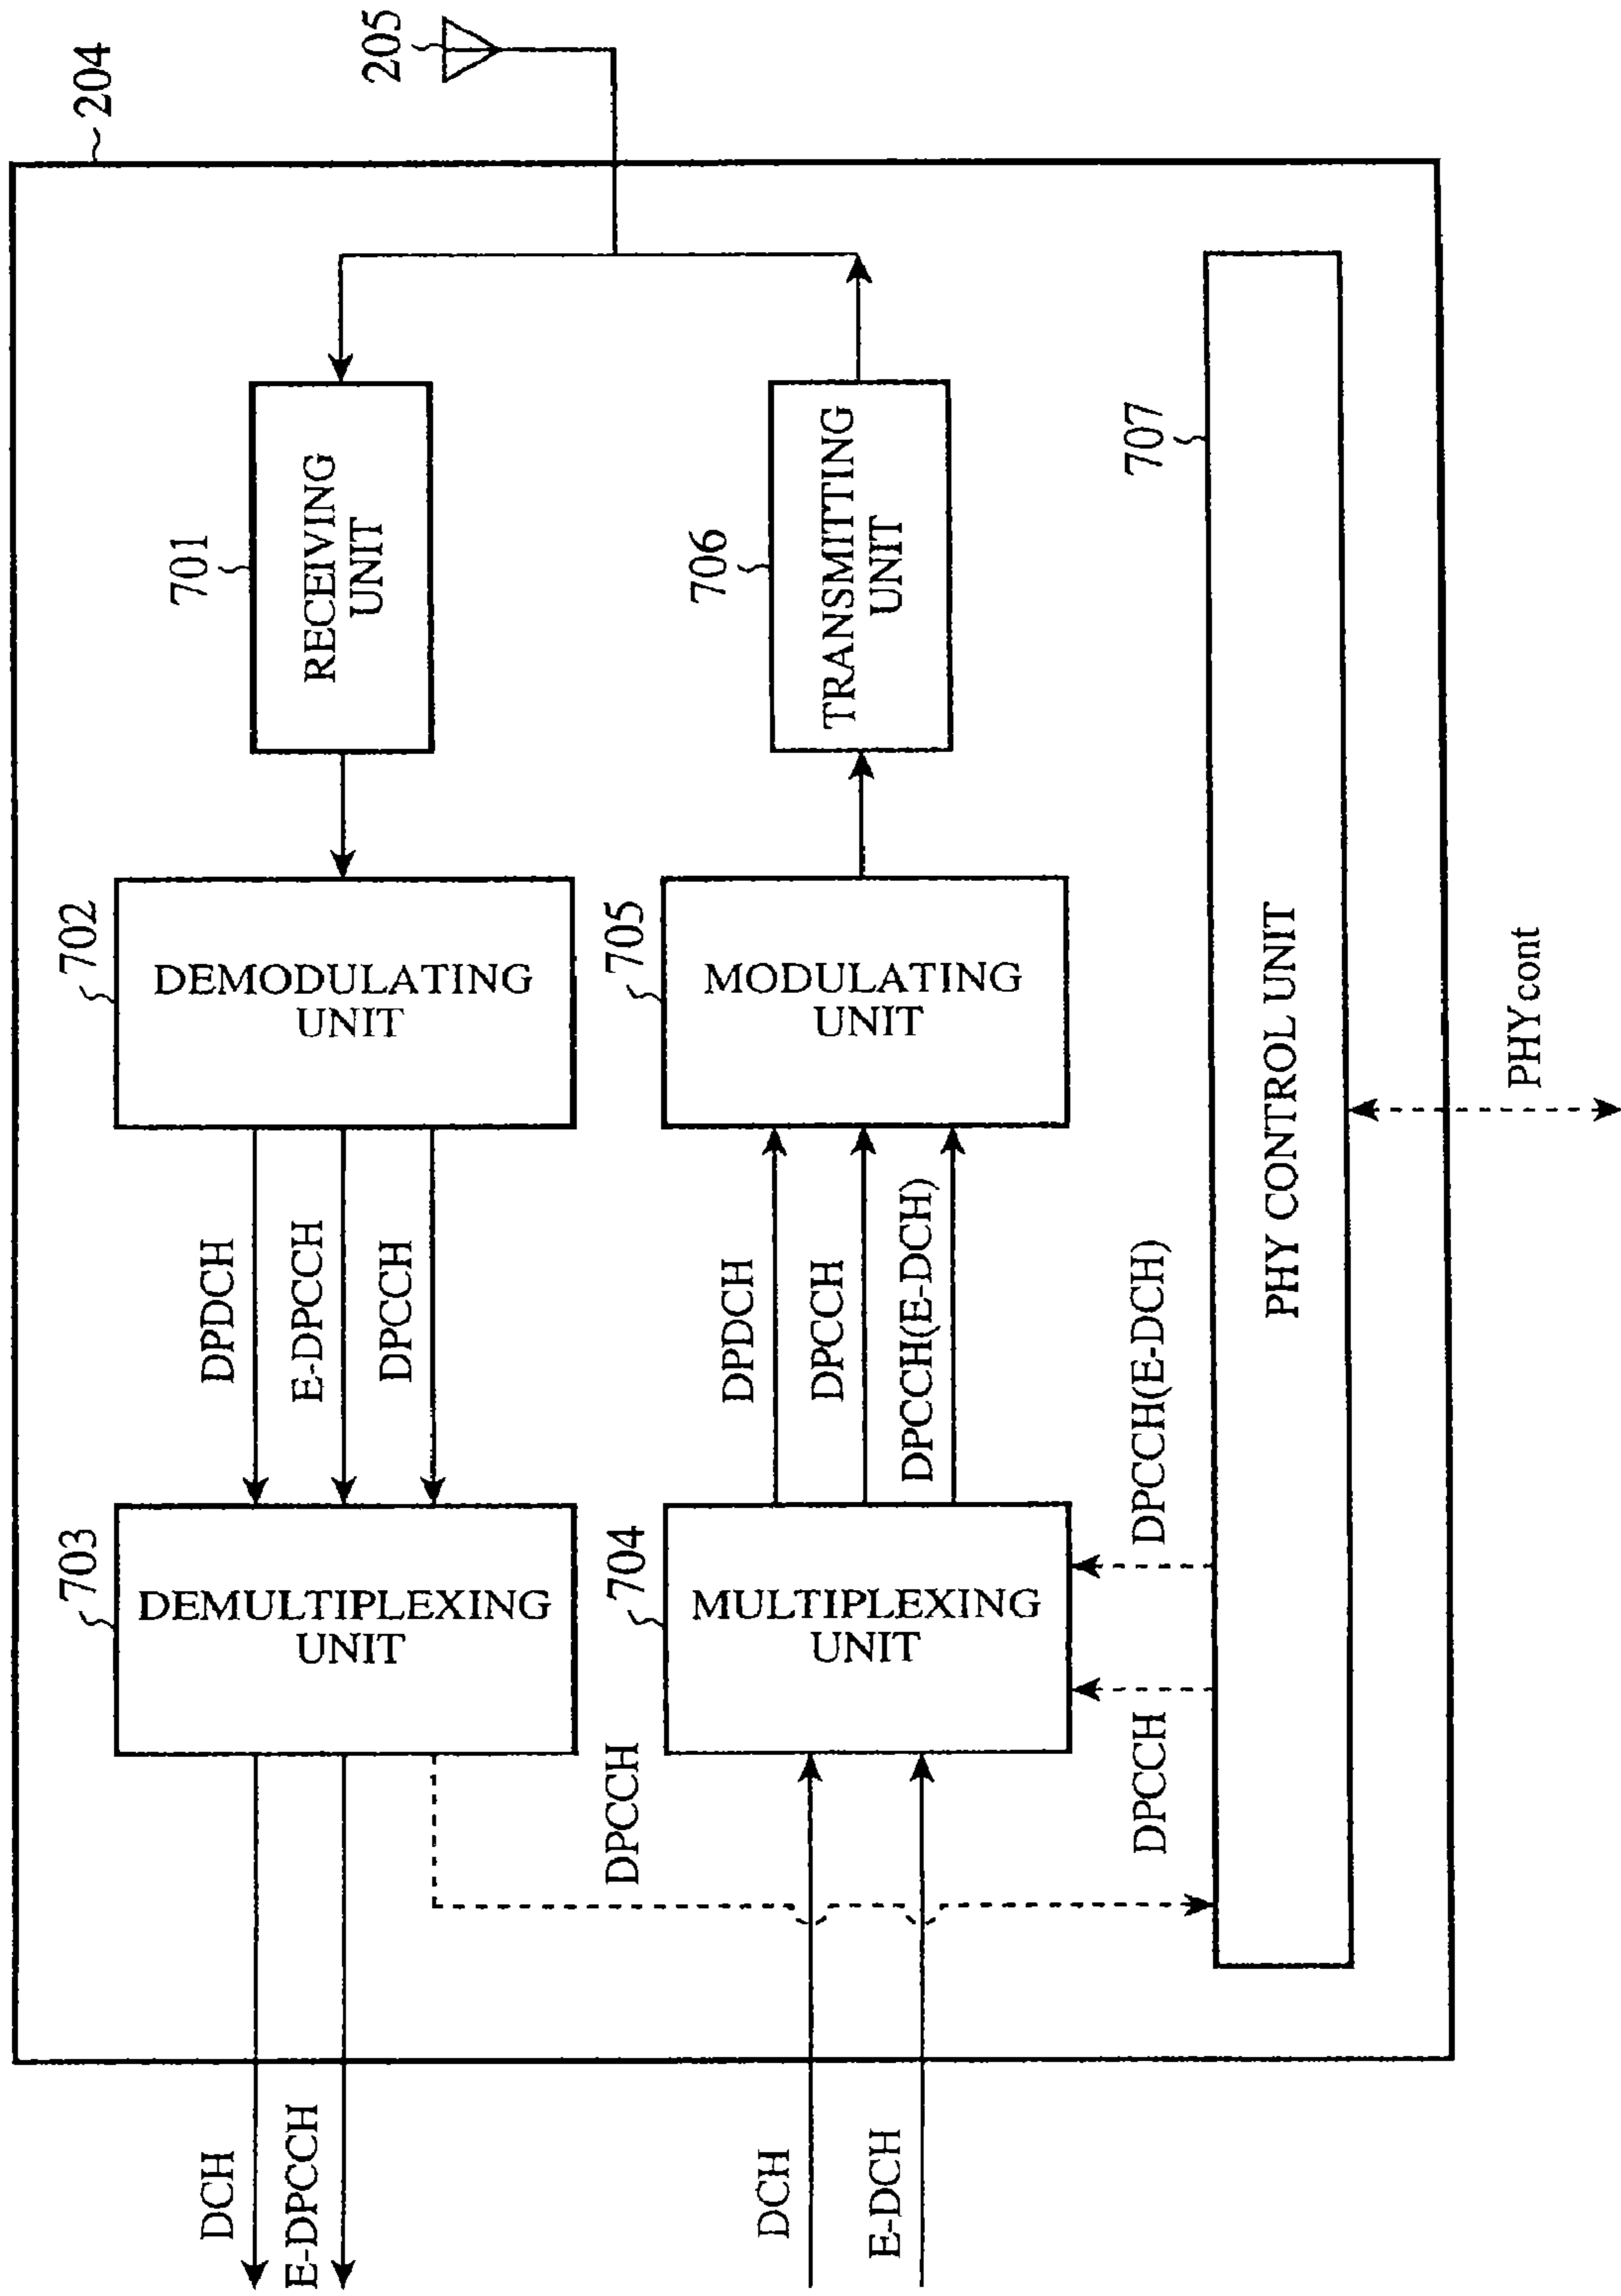 204
205
701
RECEIVING
UNIT
702
DEMODULATING
UNIT
DPDCH
E-DPCCH
DPCCH
703
DEMULTIPLEXING
UNIT
DCH
E-DPCCH
DPCCH
706
TRANSMITTING
UNIT
705
MODULATING
UNIT
DPDCH
DPCCH
DPCCH(E-DCH)
704
MULTIPLEXING
UNIT
DCH
E-DCH
DPCCH
DPCCH(E-DCH)
707
PHY CONTROL UNIT
PHYcont